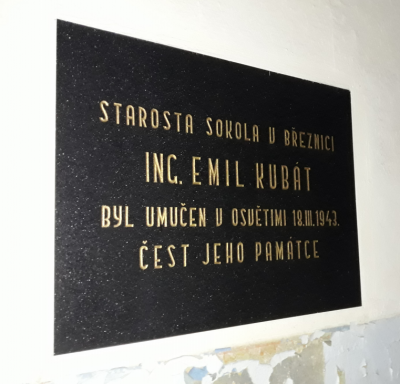 STAROSTA SOKOLA V BŘEZNICI
ING. EMIL KUBÁT
BYL UMUČEN V OSVĚTIMI 18.III.1943.
ČEST JEHO PAMÁTCE